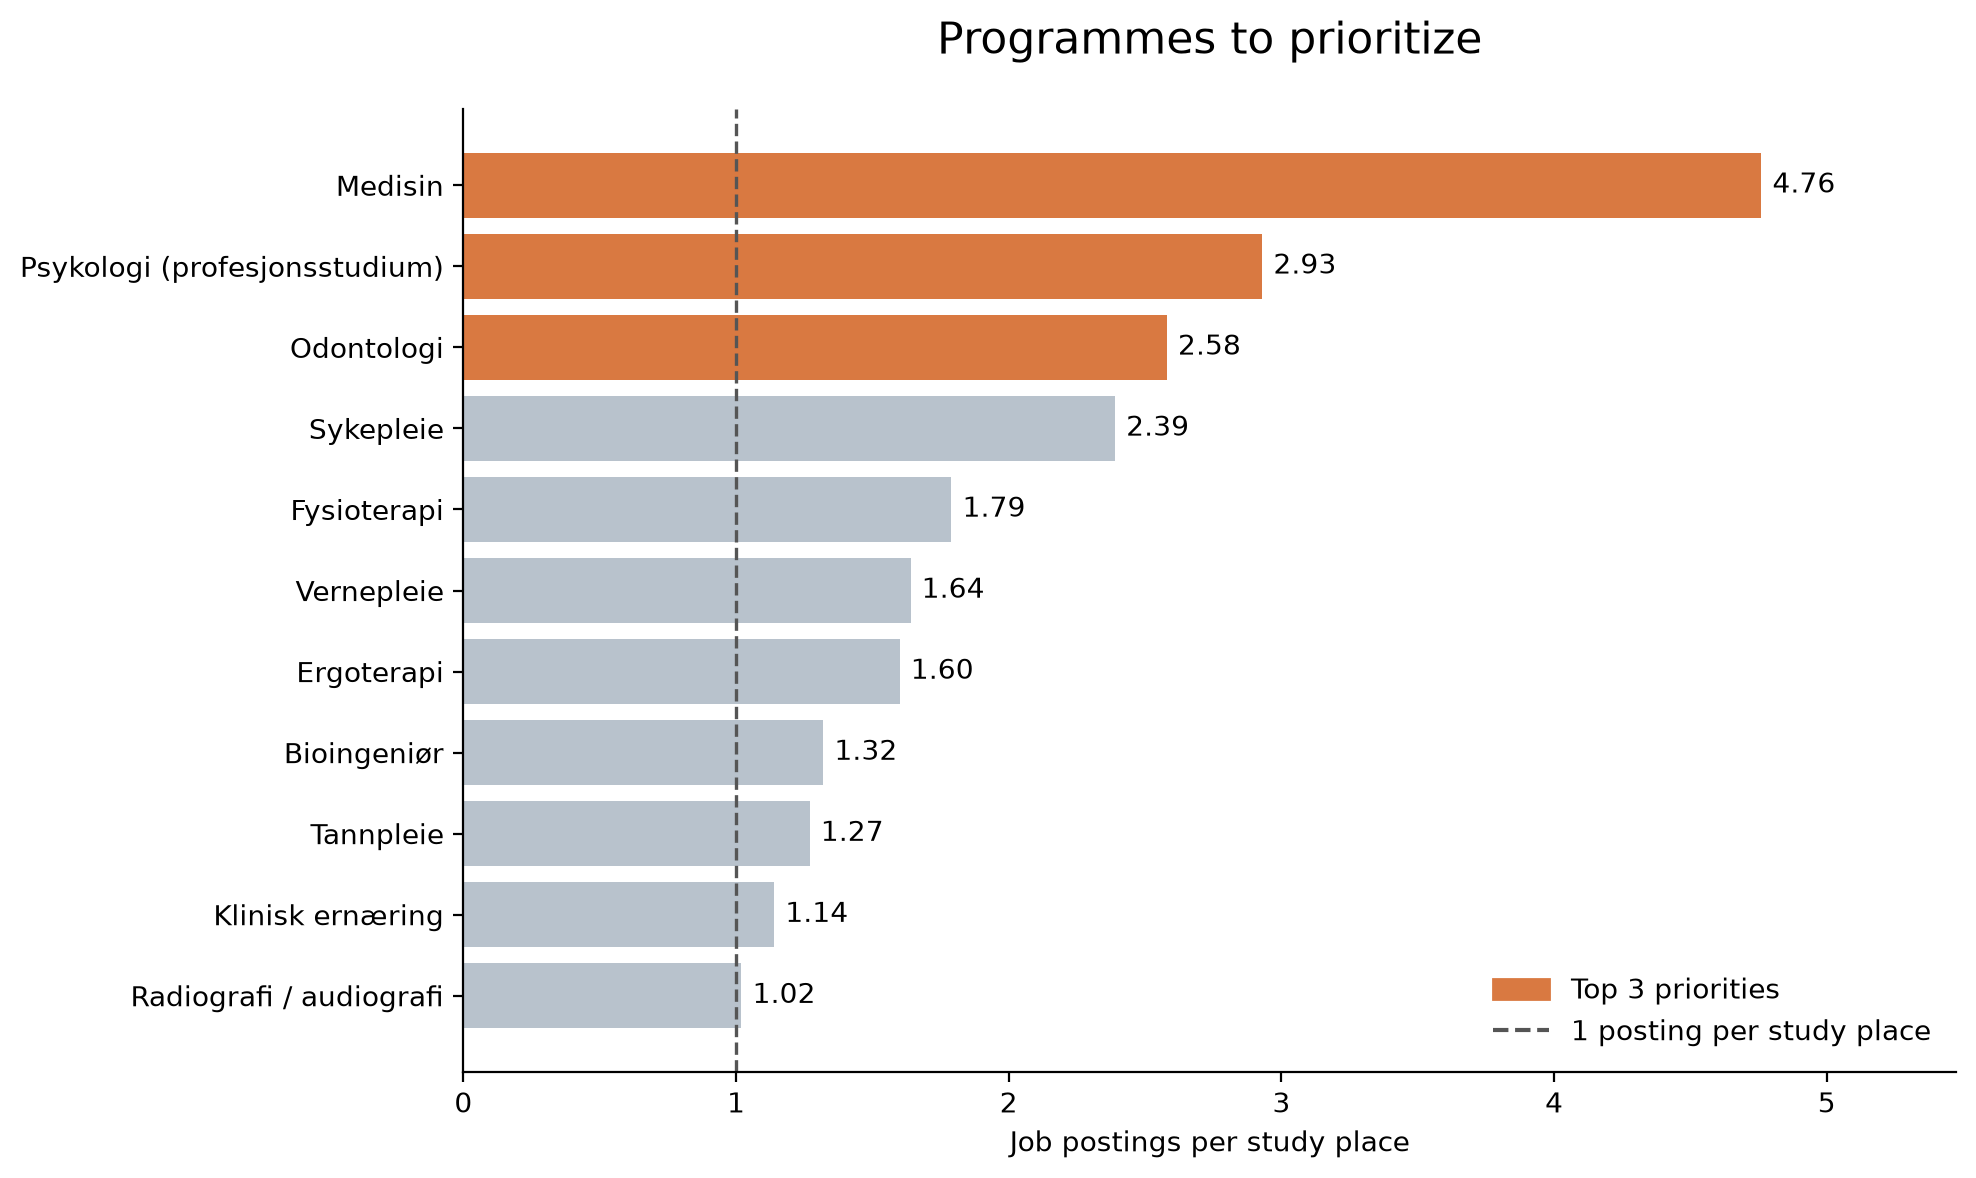 Programmes to prioritize
Medisin
4.76
Psykologi (profesjonsstudium)
2.93
Odontologi
2.58
Sykepleie
2.39
Fysioterapi
1.79
Vernepleie
1.64
Ergoterapi
1.60
Bioingeniør
1.32
Tannpleie
1.27
Klinisk ernæring
1.14
Radiografi / audiografi
1.02
Top 3 priorities
1 posting per study place
0 1 2 3 4 5
Job postings per study place